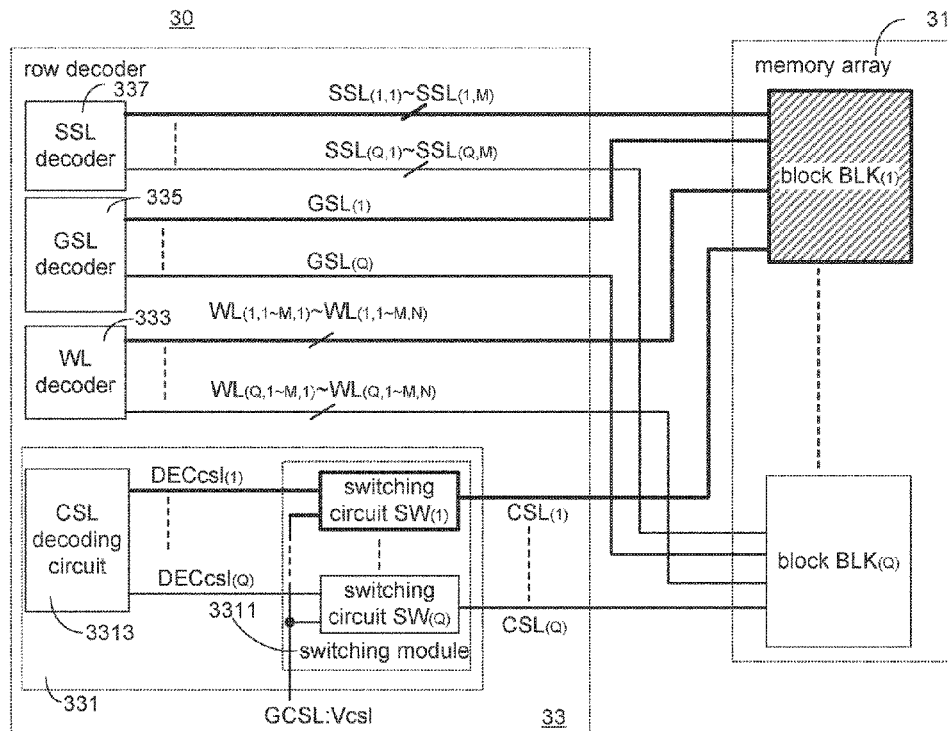 30
31
row decoder
337
SSL decoder
SSL(1,1)~SSL(1,M)
SSL(Q,1)~SSL(Q,M)
335
GSL decoder
GSL(1)
GSL(Q)
333
WL decoder
WL(1,1~M,1)~WL(1,1~M,N)
WL(Q,1~M,1)~WL(Q,1~M,N)
memory array
block BLK(1)
block BLK(Q)
CSL decoding circuit
3313
DECcsl(1)
DECcsl(Q)
switching circuit SW(1)
switching circuit SW(Q)
3311
switching module
CSL(1)
CSL(Q)
331
GCSL:Vcsl
33